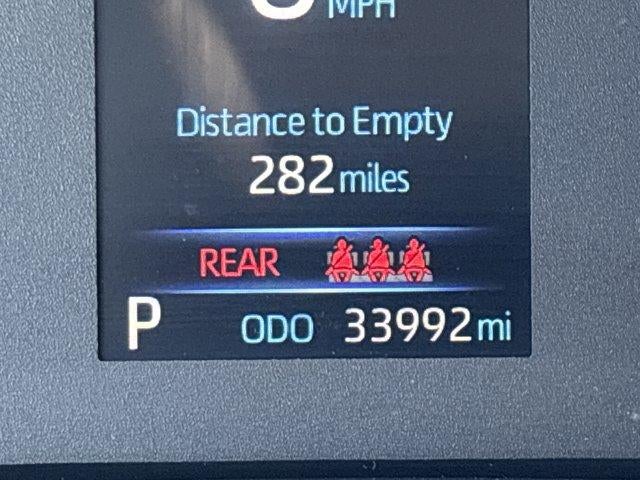 MPH
Distance to Empty
282 miles
REAR
P ODO 33992 mi